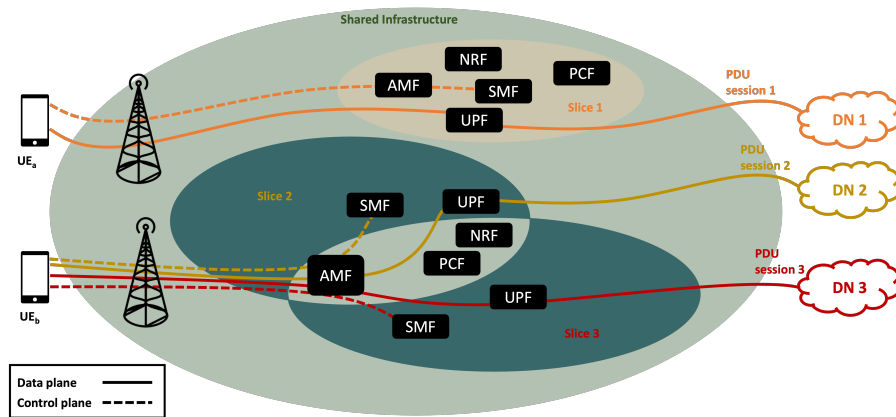 Shared Infrastructure
NRF
PCF
AMF
SMF
Slice 1
UPF
PDU
session 1
DN 1
UEa
PDU
session 2
DN 2
Slice 2
SMF
UPF
NRF
PCF
AMF
UPF
SMF
Slice 3
PDU
session 3
DN 3
UEb
Data plane
Control plane